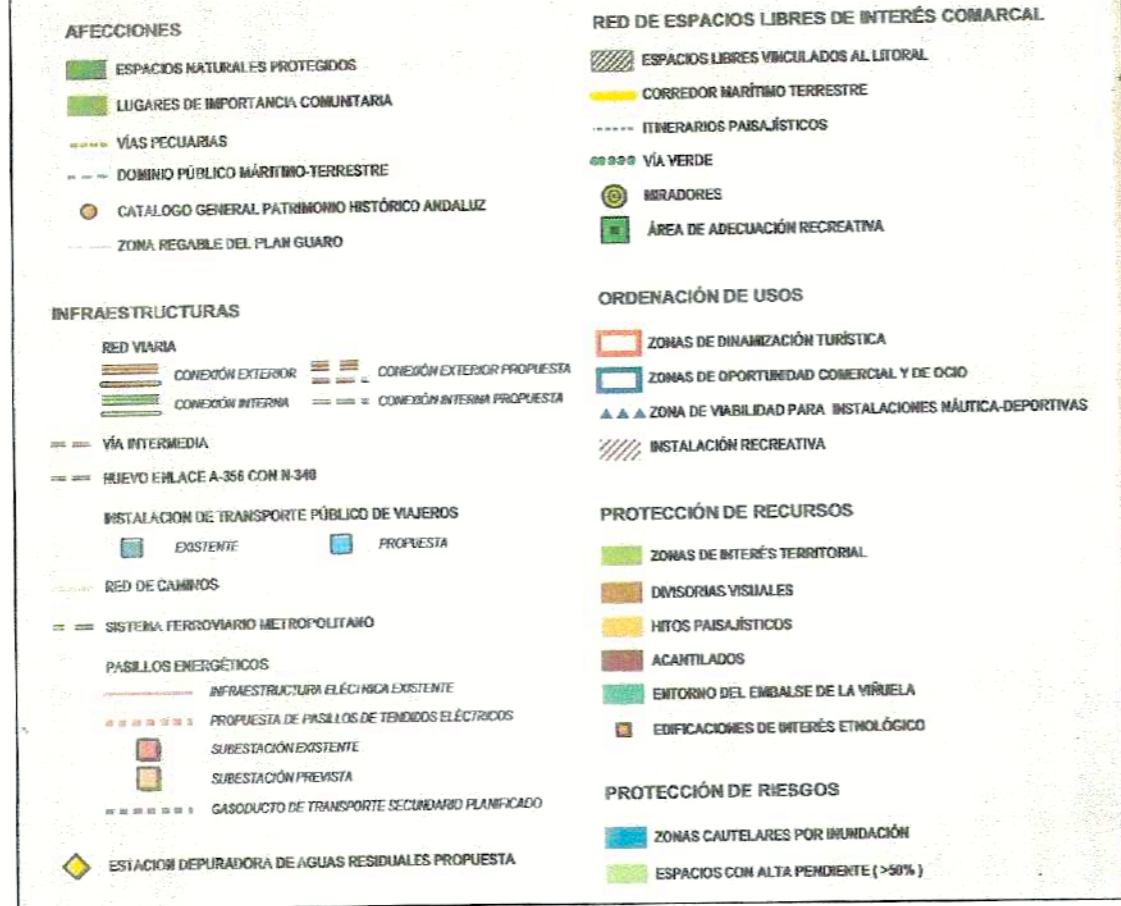 AFECCIONES
ESPACIOS NATURALES PROTEGIDOS
LUGARES DE IMPORTANCIA COMUNITARIA
VÍAS PECUARIAS
DOMINIO PÚBLICO MÁRITIMO-TERRESTRE
CATALOGO GENERAL PATRIMONIO HISTÓRICO ANDALUZ
ZONA REGABLE DEL PLAN GUARO
INFRAESTRUCTURAS
RED VIARIA
CONEXIÓN EXTERIOR
CONEXIÓN EXTERIOR PROPUESTA
CONEXIÓN INTERNA
CONEXIÓN INTERNA PROPUESTA
VÍA INTERMEDIA
NUEVO ENLACE A-356 CON N-340
INSTALACION DE TRANSPORTE PÚBLICO DE VIAJEROS
EXISTENTE
PROPUESTA
RED DE CAMINOS
SISTEMA FERROVIARIO METROPOLITANO
PASILLOS ENERGÉTICOS
INFRAESTRUCTURA ELÉCTRICA EXISTENTE
PROPUESTA DE PASILLOS DE TENDIDOS ELÉCTRICOS
SUBESTACIÓN EXISTENTE
SUBESTACIÓN PREVISTA
GASODUCTO DE TRANSPORTE SECUNDARIO PLANIFICADO
ESTACION DEPURADORA DE AGUAS RESIDUALES PROPUESTA
RED DE ESPACIOS LIBRES DE INTERÉS COMARCAL
ESPACIOS LIBRES VINCULADOS AL LITORAL
CORREDOR MARÍTIMO TERRESTRE
ITINERARIOS PAISAJÍSTICOS
VÍA VERDE
MIRADORES
ÁREA DE ADECUACIÓN RECREATIVA
ORDENACIÓN DE USOS
ZONAS DE DINAMIZACIÓN TURÍSTICA
ZONAS DE OPORTUNIDAD COMERCIAL Y DE OCIO
ZONA DE VIABILIDAD PARA INSTALACIONES NÁUTICA-DEPORTIVAS
INSTALACIÓN RECREATIVA
PROTECCIÓN DE RECURSOS
ZONAS DE INTERÉS TERRITORIAL
DIVISORIAS VISUALES
HITOS PAISAJÍSTICOS
ACANTILADOS
ENTORNO DEL EMBALSE DE LA VIÑUELA
EDIFICACIONES DE INTERÉS ETNOLÓGICO
PROTECCIÓN DE RIESGOS
ZONAS CAUTELARES POR INUNDACIÓN
ESPACIOS CON ALTA PENDIENTE ( >50% )